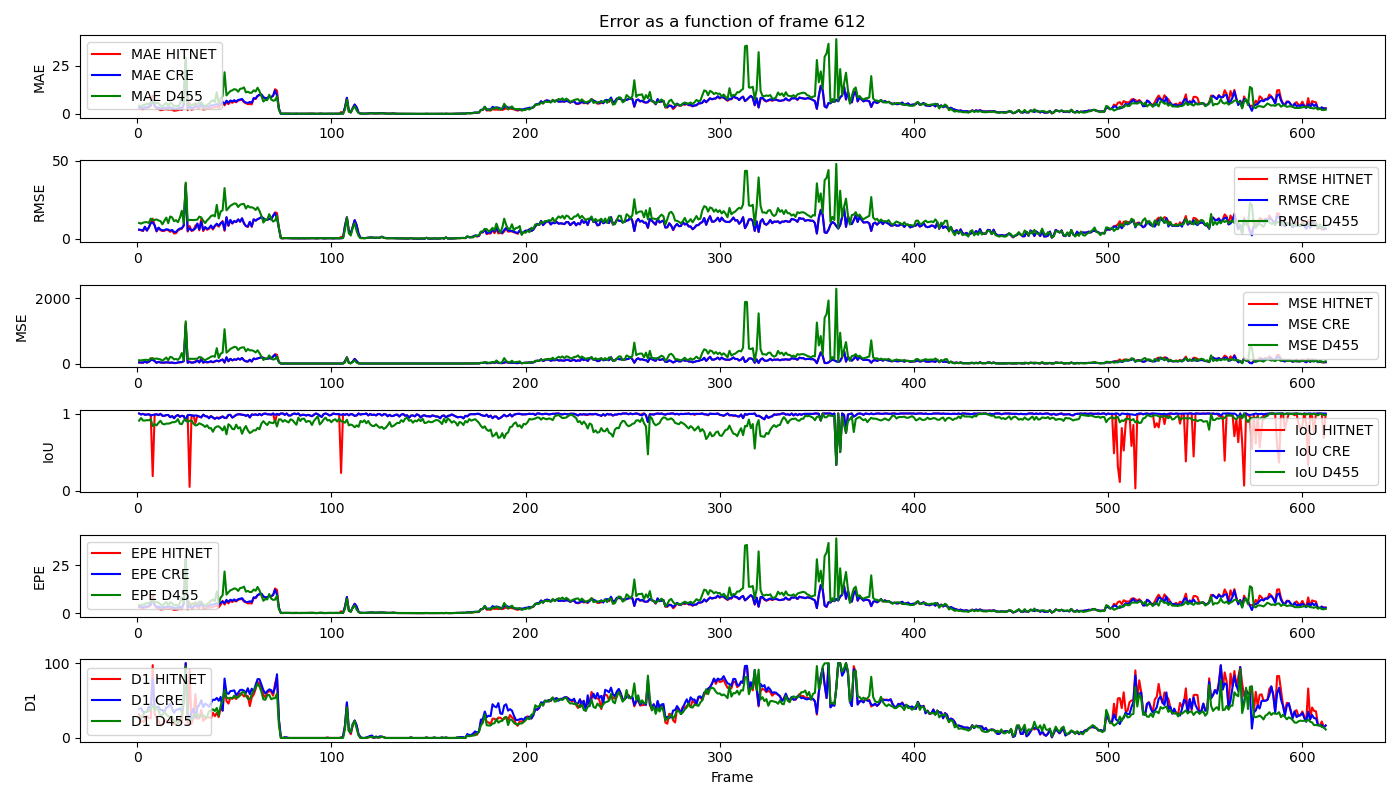 Error as a function of frame 612
MAE
25
0
MAE HITNET
MAE CRE
MAE D455
0 100 200 300 400 500 600
RMSE
50
0
RMSE HITNET
RMSE CRE
RMSE D455
0 100 200 300 400 500 600
MSE
2000
0
MSE HITNET
MSE CRE
MSE D455
0 100 200 300 400 500 600
IoU
1
0
IoU HITNET
IoU CRE
IoU D455
0 100 200 300 400 500 600
EPE
25
0
EPE HITNET
EPE CRE
EPE D455
0 100 200 300 400 500 600
D1
100
0
D1 HITNET
D1 CRE
D1 D455
0 100 200 300 400 500 600
Frame